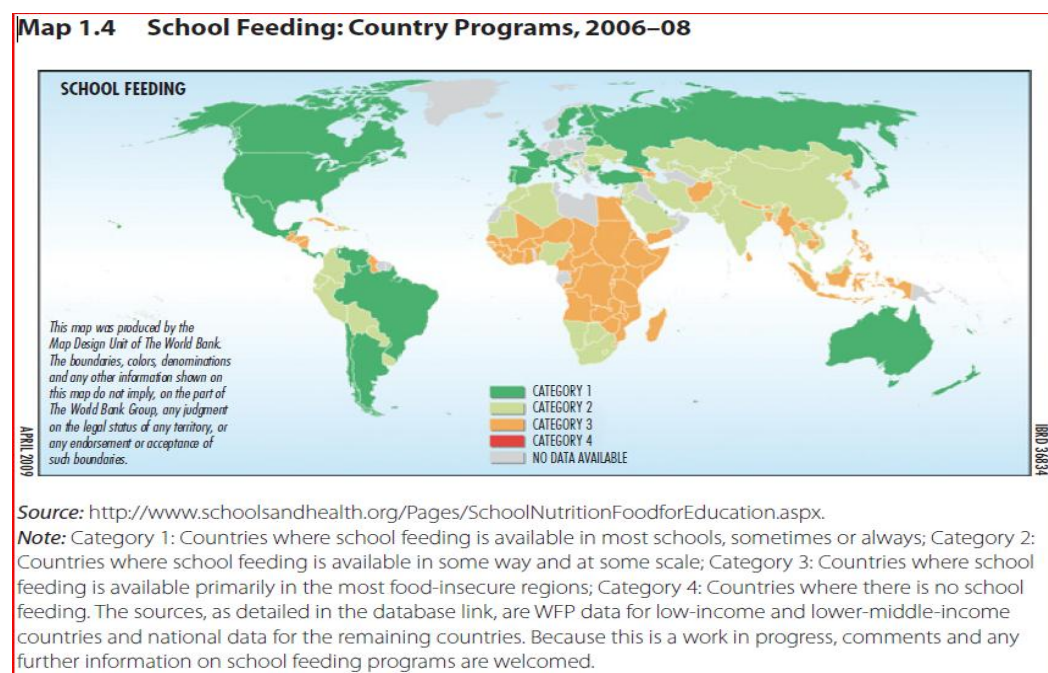 Map 1.4 School Feeding: Country Programs, 2006–08
SCHOOL FEEDING
This map was produced by the
Map Design Unit of The World Bank.
The boundaries, colors, denominations
and any other information shown on
this map do not imply, on the part of
The World Bank Group, any judgment
on the legal status of any territory, or
any endorsement or acceptance of
such boundaries.
CATEGORY 1
CATEGORY 2
CATEGORY 3
CATEGORY 4
NO DATA AVAILABLE
APRIL 2009
IBRD 36834
Source: http://www.schoolsandhealth.org/Pages/SchoolNutritionFoodforEducation.aspx.
Note: Category 1: Countries where school feeding is available in most schools, sometimes or always; Category 2:
Countries where school feeding is available in some way and at some scale; Category 3: Countries where school
feeding is available primarily in the most food-insecure regions; Category 4: Countries where there is no school
feeding. The sources, as detailed in the database link, are WFP data for low-income and lower-middle-income
countries and national data for the remaining countries. Because this is a work in progress, comments and any
further information on school feeding programs are welcomed.